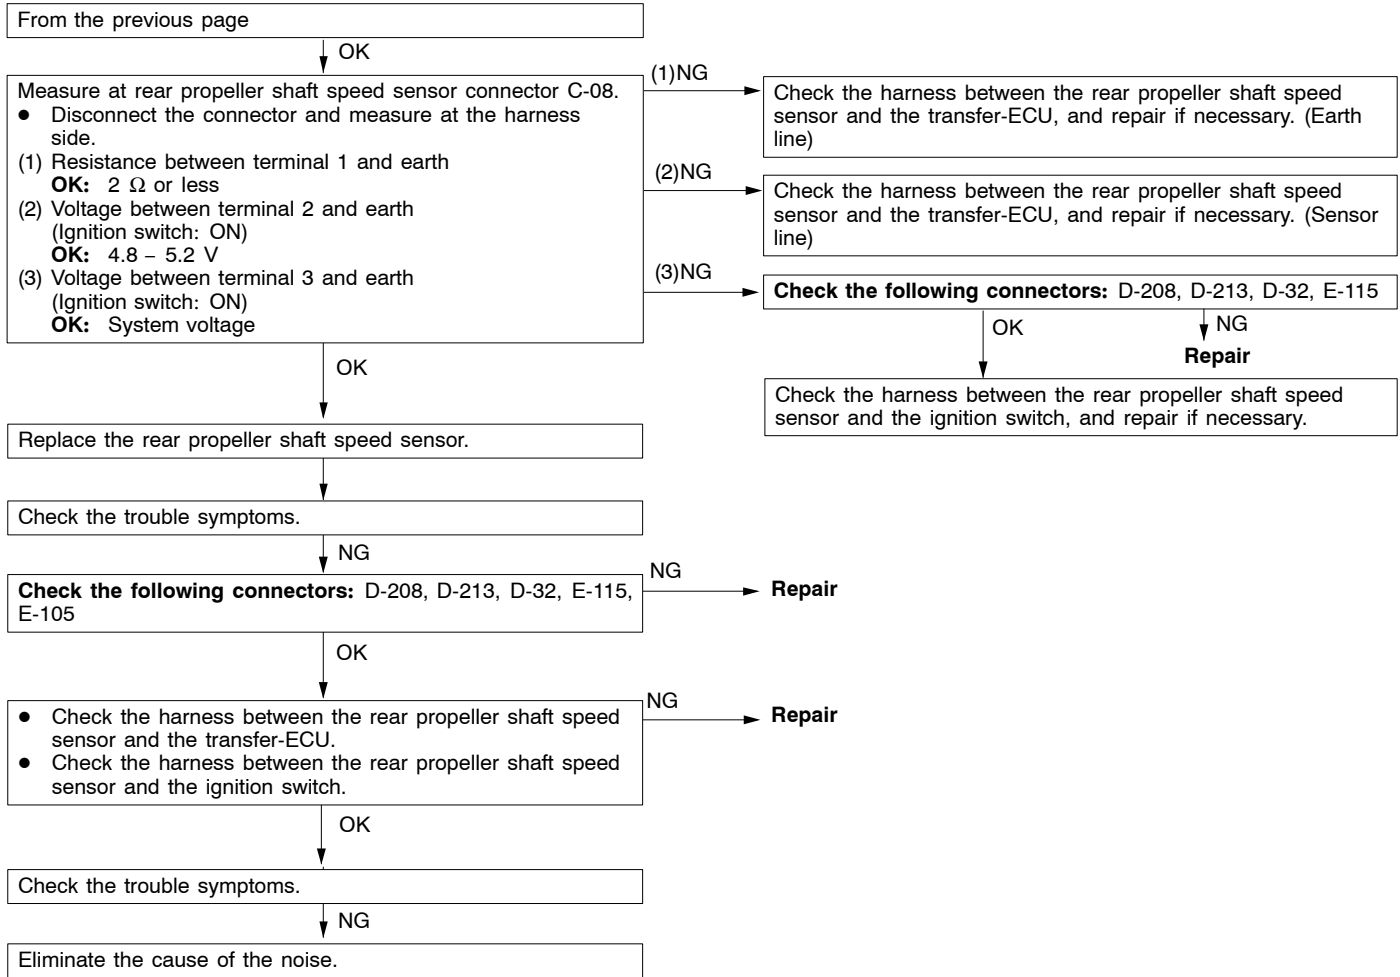 From the previous page
OK
Measure at rear propeller shaft speed sensor connector C-08.
● Disconnect the connector and measure at the harness
side.
(1) Resistance between terminal 1 and earth
OK: 2 Ω or less
(2) Voltage between terminal 2 and earth
(Ignition switch: ON)
OK: 4.8 – 5.2 V
(3) Voltage between terminal 3 and earth
(Ignition switch: ON)
OK: System voltage
(1)NG
Check the harness between the rear propeller shaft speed
sensor and the transfer-ECU, and repair if necessary. (Earth
line)
(2)NG
Check the harness between the rear propeller shaft speed
sensor and the transfer-ECU, and repair if necessary. (Sensor
line)
(3)NG
Check the following connectors: D-208, D-213, D-32, E-115
OK
NG
Repair
Check the harness between the rear propeller shaft speed
sensor and the ignition switch, and repair if necessary.
OK
Replace the rear propeller shaft speed sensor.
Check the trouble symptoms.
NG
Check the following connectors: D-208, D-213, D-32, E-115,
E-105
NG
Repair
OK
● Check the harness between the rear propeller shaft speed
sensor and the transfer-ECU.
● Check the harness between the rear propeller shaft speed
sensor and the ignition switch.
NG
Repair
OK
Check the trouble symptoms.
NG
Eliminate the cause of the noise.